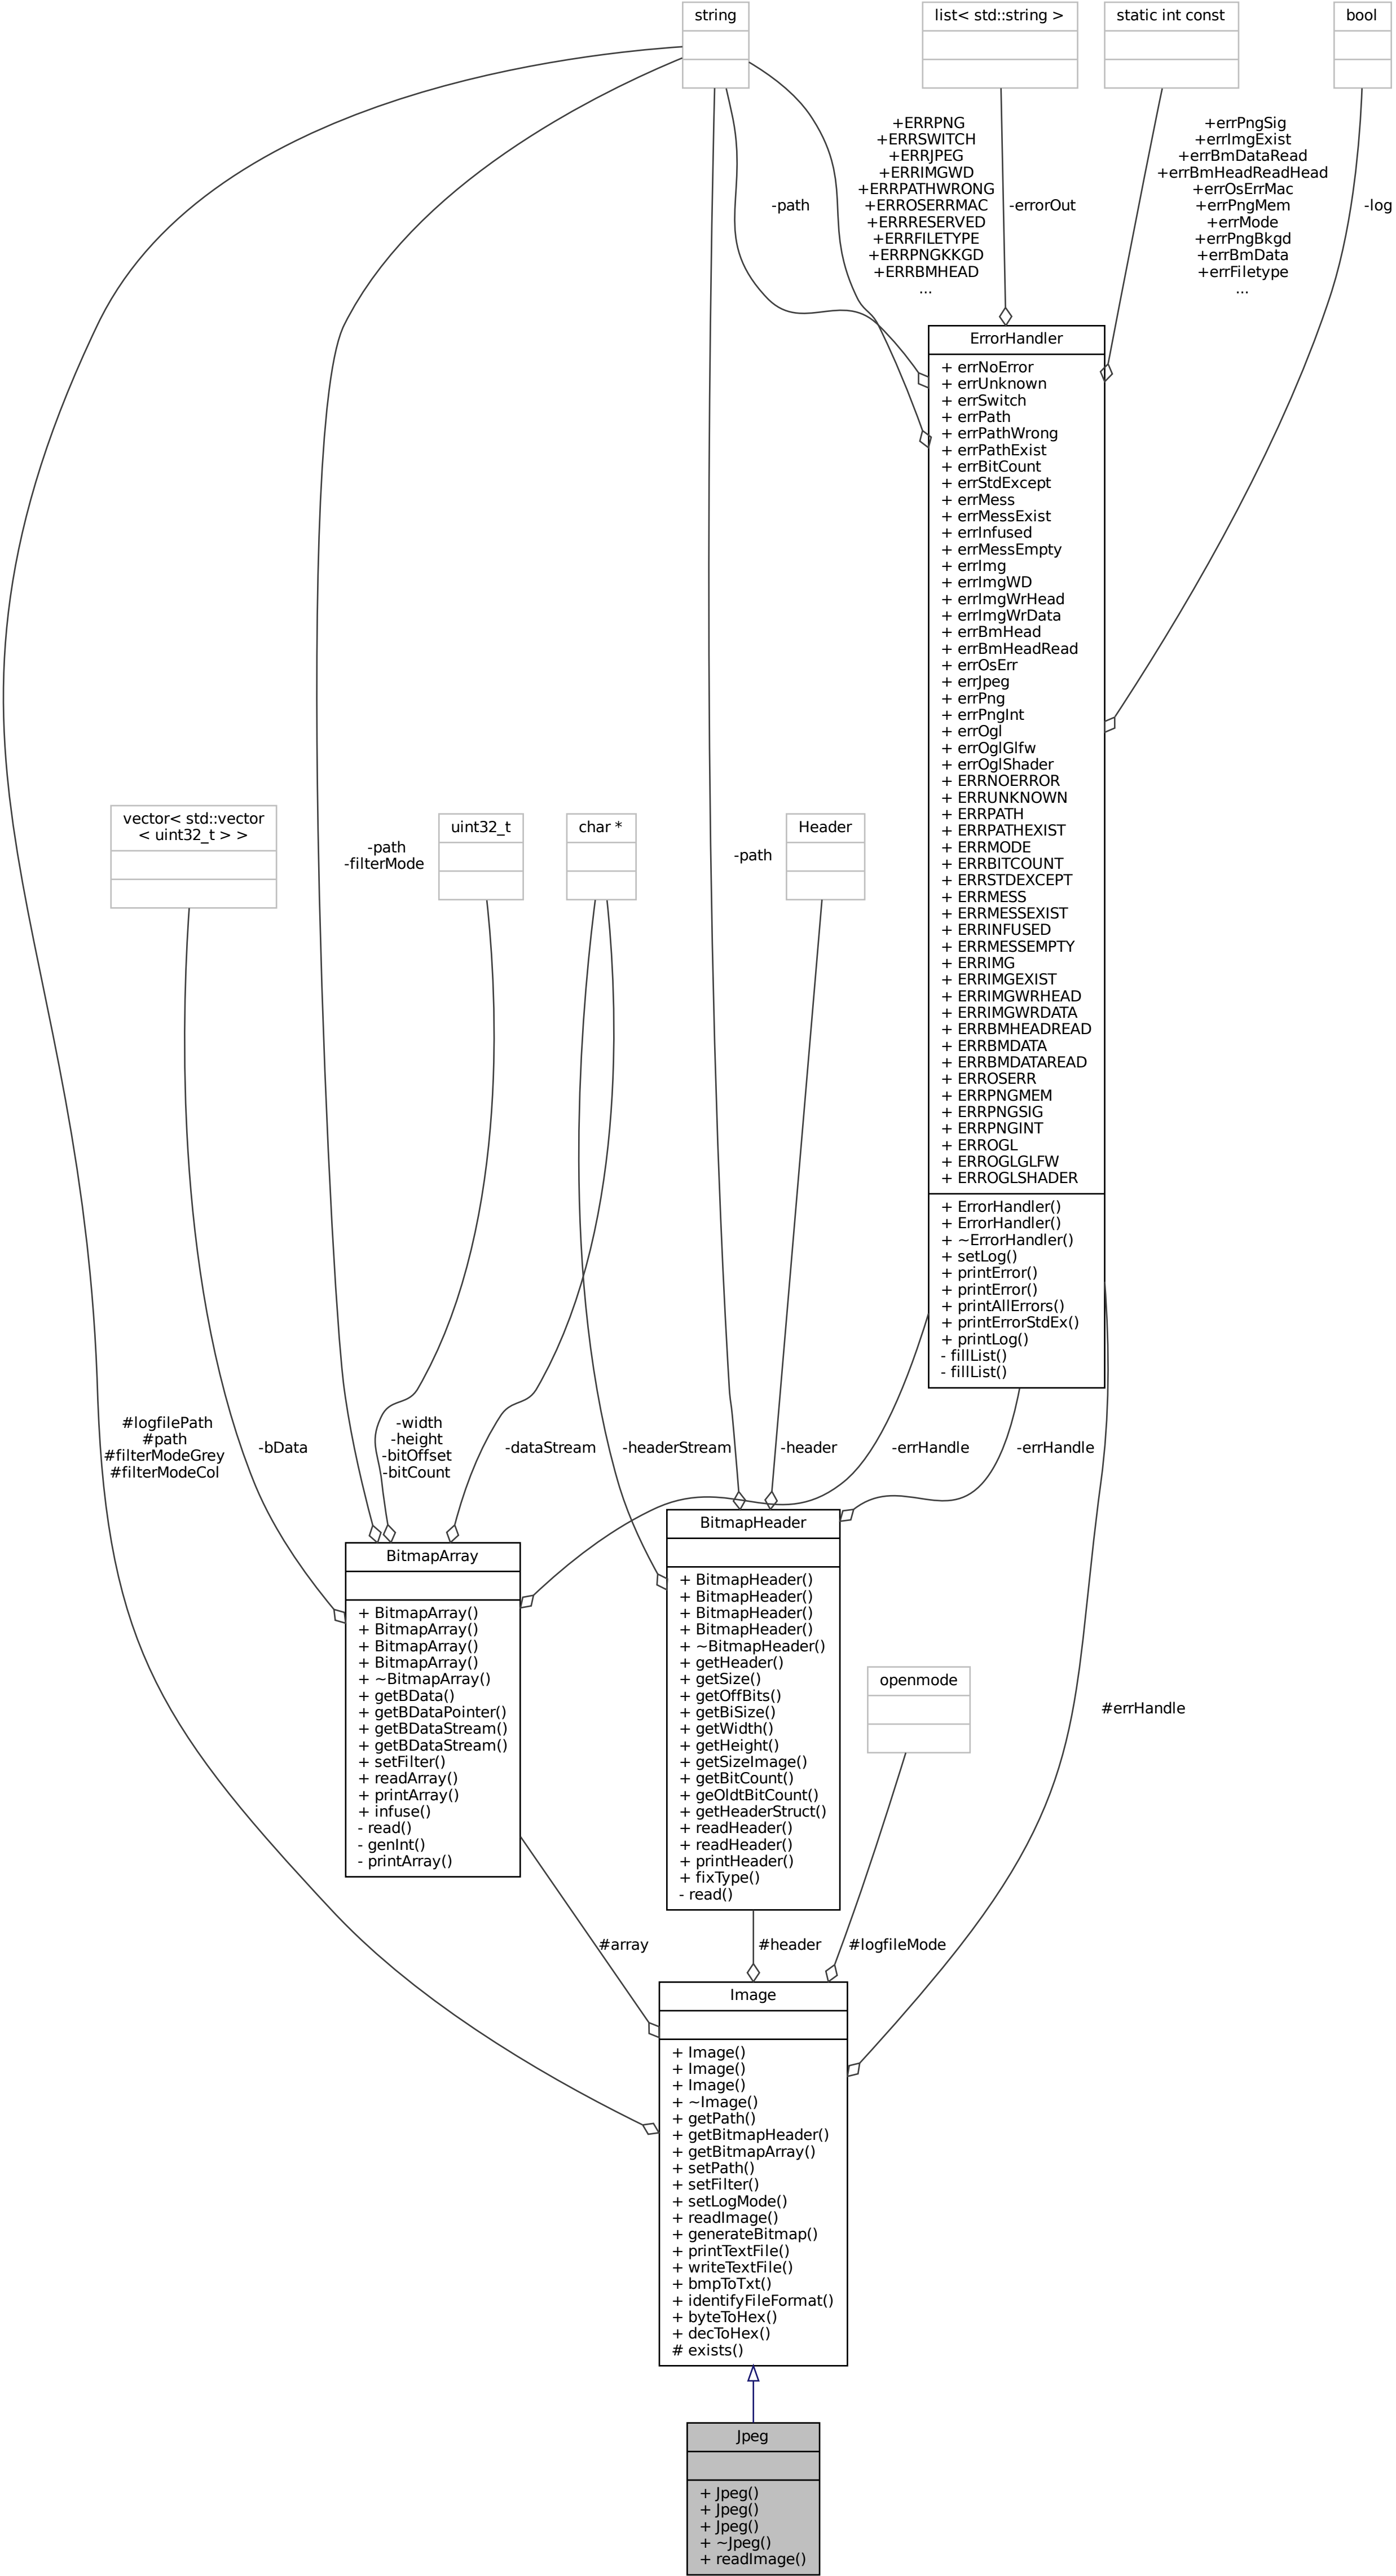 string
list< std::string >
static int const
bool
+ERRPNG
+ERRSWITCH
+ERRJPEG
+ERRIMGWD
+ERRPATHWRONG
+ERROSERRMAC
+ERRRESERVED
+ERRFILETYPE
+ERRPNGKKGD
+ERRBMHEAD
...
-path
-errorOut
+errPngSig
+errImgExist
+errBmDataRead
+errBmHeadReadHead
+errOsErrMac
+errPngMem
+errMode
+errPngBkgd
+errBmData
+errFiletype
...
-log
ErrorHandler
+ errNoError
+ errUnknown
+ errSwitch
+ errPath
+ errPathWrong
+ errPathExist
+ errBitCount
+ errStdExcept
+ errMess
+ errMessExist
+ errInfused
+ errMessEmpty
+ errImg
+ errImgWD
+ errImgWrHead
+ errImgWrData
+ errBmHead
+ errBmHeadRead
+ errOsErr
+ errJpeg
+ errPng
+ errPngInt
+ errOgl
+ errOglGlfw
+ errOglShader
+ ERRNOERROR
+ ERRUNKNOWN
+ ERRPATH
+ ERRPATHEXIST
+ ERRMODE
+ ERRBITCOUNT
+ ERRSTDEXCEPT
+ ERRMESS
+ ERRMESSEXIST
+ ERRINFUSED
+ ERRMESSEMPTY
+ ERRIMG
+ ERRIMGEXIST
+ ERRIMGWRHEAD
+ ERRIMGWRDATA
+ ERRBMHEADREAD
+ ERRBMDATA
+ ERRBMDATAREAD
+ ERROSERR
+ ERRPNGMEM
+ ERRPNGSIG
+ ERRPNGINT
+ ERROGL
+ ERROGLGLFW
+ ERROGLSHADER
+ ErrorHandler()
+ ErrorHandler()
+ ~ErrorHandler()
+ setLog()
+ printError()
+ printError()
+ printAllErrors()
+ printErrorStdEx()
+ printLog()
- fillList()
- fillList()
vector< std::vector
< uint32_t > >
-path
-filterMode
uint32_t
char *
-path
Header
#logfilePath
#path
#filterModeGrey
#filterModeCol
-bData
-width
-height
-bitOffset
-bitCount
-dataStream
-headerStream
-header
-errHandle
-errHandle
BitmapArray
+ BitmapArray()
+ BitmapArray()
+ BitmapArray()
+ BitmapArray()
+ ~BitmapArray()
+ getBData()
+ getBDataPointer()
+ getBDataStream()
+ getBDataStream()
+ setFilter()
+ readArray()
+ printArray()
+ infuse()
- read()
- genInt()
- printArray()
BitmapHeader
+ BitmapHeader()
+ BitmapHeader()
+ BitmapHeader()
+ BitmapHeader()
+ ~BitmapHeader()
+ getHeader()
+ getSize()
+ getOffBits()
+ getBiSize()
+ getWidth()
+ getHeight()
+ getSizeImage()
+ getBitCount()
+ geOldtBitCount()
+ getHeaderStruct()
+ readHeader()
+ readHeader()
+ printHeader()
+ fixType()
- read()
openmode
#errHandle
#array
#header
#logfileMode
Image
+ Image()
+ Image()
+ Image()
+ ~Image()
+ getPath()
+ getBitmapHeader()
+ getBitmapArray()
+ setPath()
+ setFilter()
+ setLogMode()
+ readImage()
+ generateBitmap()
+ printTextFile()
+ writeTextFile()
+ bmpToTxt()
+ identifyFileFormat()
+ byteToHex()
+ decToHex()
# exists()
Jpeg
+ Jpeg()
+ Jpeg()
+ Jpeg()
+ ~Jpeg()
+ readImage()